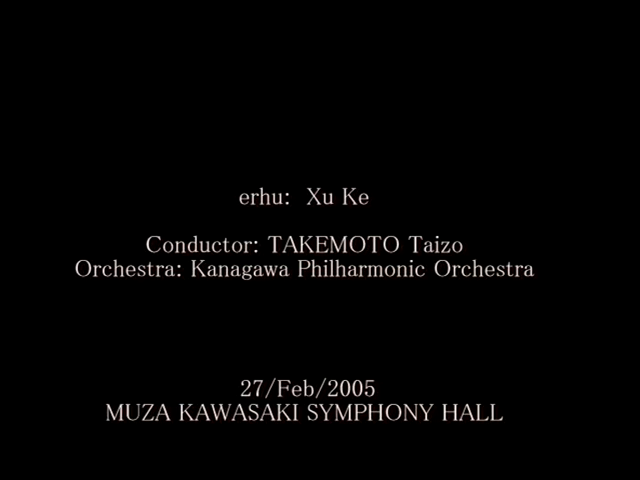 erhu: Xu Ke
Conductor: TAKEMOTO Taizo
Orchestra: Kanagawa Philharmonic Orchestra
27/Feb/2005
MUZA KAWASAKI SYMPHONY HALL